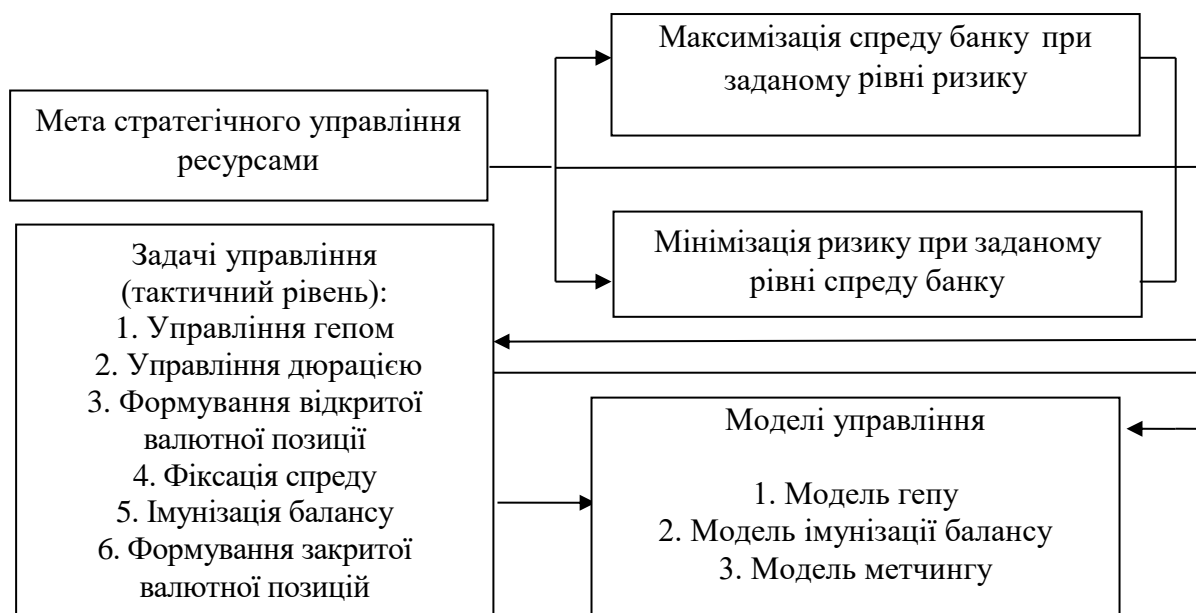 Максимізація спреду банку при
заданому рівні ризику
Мета стратегічного управління
ресурсами
Мінімізація ризику при заданому
рівні спреду банку
Задачі управління
(тактичний рівень):
1. Управління гепом
2. Управління дюрацією
3. Формування відкритої
валютної позиції
4. Фіксація спреду
5. Імунізація балансу
6. Формування закритої
валютної позицій
Моделі управління
1. Модель гепу
2. Модель імунізації балансу
3. Модель метчингу